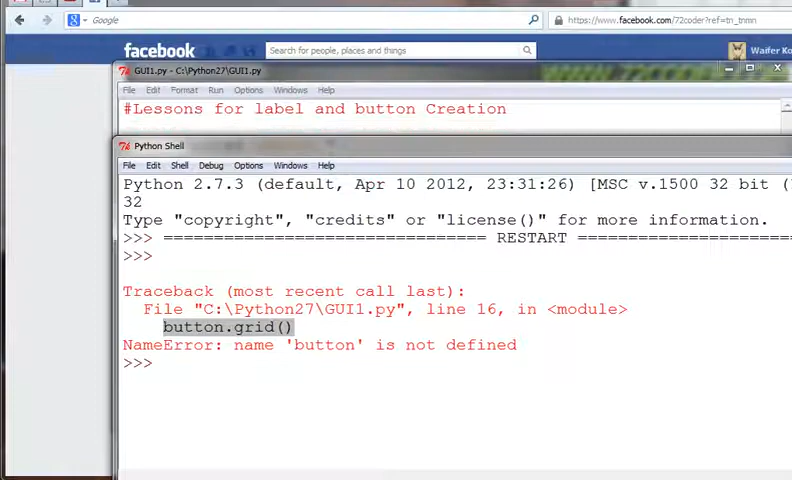 Google
https://www.facebook.com/72coder?ref=tn_tnmn
facebook
Search for people, places and things
Waifer Ko
GUI1.py - C:\Python27\GUI1.py
File Edit Format Run Options Windows Help
#Lessons for label and button Creation
Python Shell
File Edit Shell Debug Options Windows Help
Python 2.7.3 (default, Apr 10 2012, 23:31:26) [MSC v.1500 32 bit (
32
Type "copyright", "credits" or "license()" for more information.
>>> ================================ RESTART ================================
>>>
Traceback (most recent call last):
File "C:\Python27\GUI1.py", line 16, in <module>
button.grid()
NameError: name 'button' is not defined
>>>